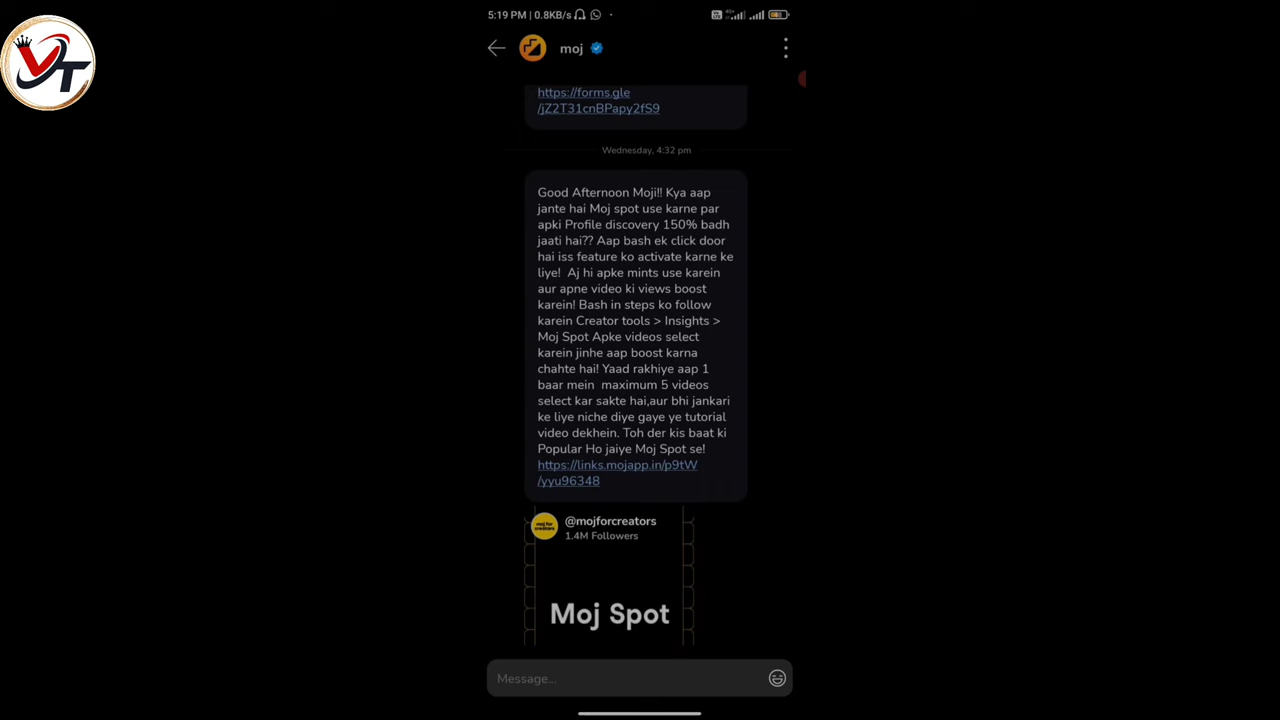 VT
5:19 PM | 0.8KB/s
moj
https://forms.gle
/jZ2T31cnBPapy2fS9
Wednesday, 4:32 pm
Good Afternoon Moji!! Kya aap
jante hai Moj spot use karne par
apki Profile discovery 150% badh
jaati hai?? Aap bash ek click door
hai iss feature ko activate karne ke
liye!  Aj hi apke mints use karein
aur apne video ki views boost
karein! Bash in steps ko follow
karein Creator tools > Insights >
Moj Spot Apke videos select
karein jinhe aap boost karna
chahte hai! Yaad rakhiye aap 1
baar mein  maximum 5 videos
select kar sakte hai,aur bhi jankari
ke liye niche diye gaye ye tutorial
video dekhein. Toh der kis baat ki
Popular Ho jaiye Moj Spot se!
https://links.mojapp.in/p9tW
/yyu96348
moj for
creators
@mojforcreators
1.4M Followers
Moj Spot
Message...